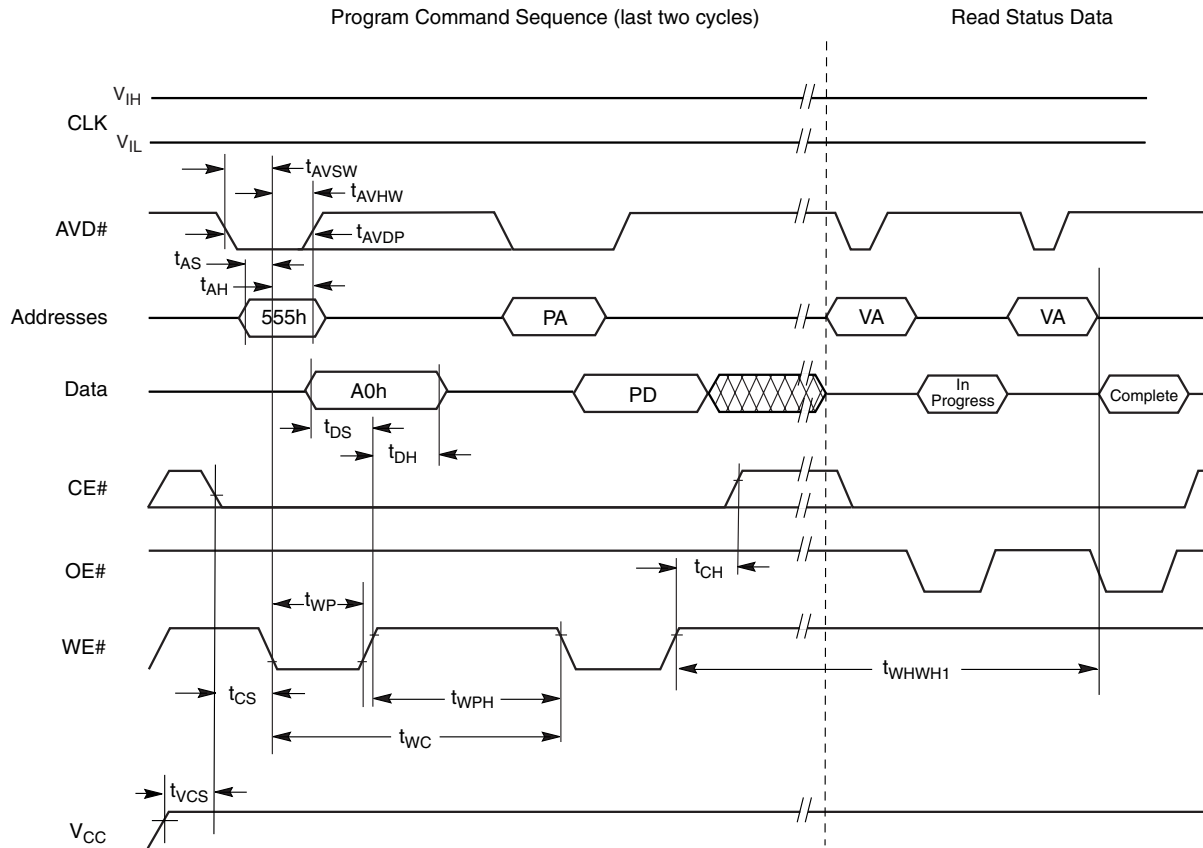 Program Command Sequence (last two cycles) Read Status Data
VIH
CLK
VIL
tAVSW
tAVHW
AVD#
tAVDP
tAS
tAH
Addresses 555h PA VA VA
Data A0h PD In Progress Complete
tDS
tDH
CE#
OE#
tCH
tWP
WE#
tWHWH1
tCS
tWPH
tWC
tVCS
VCC